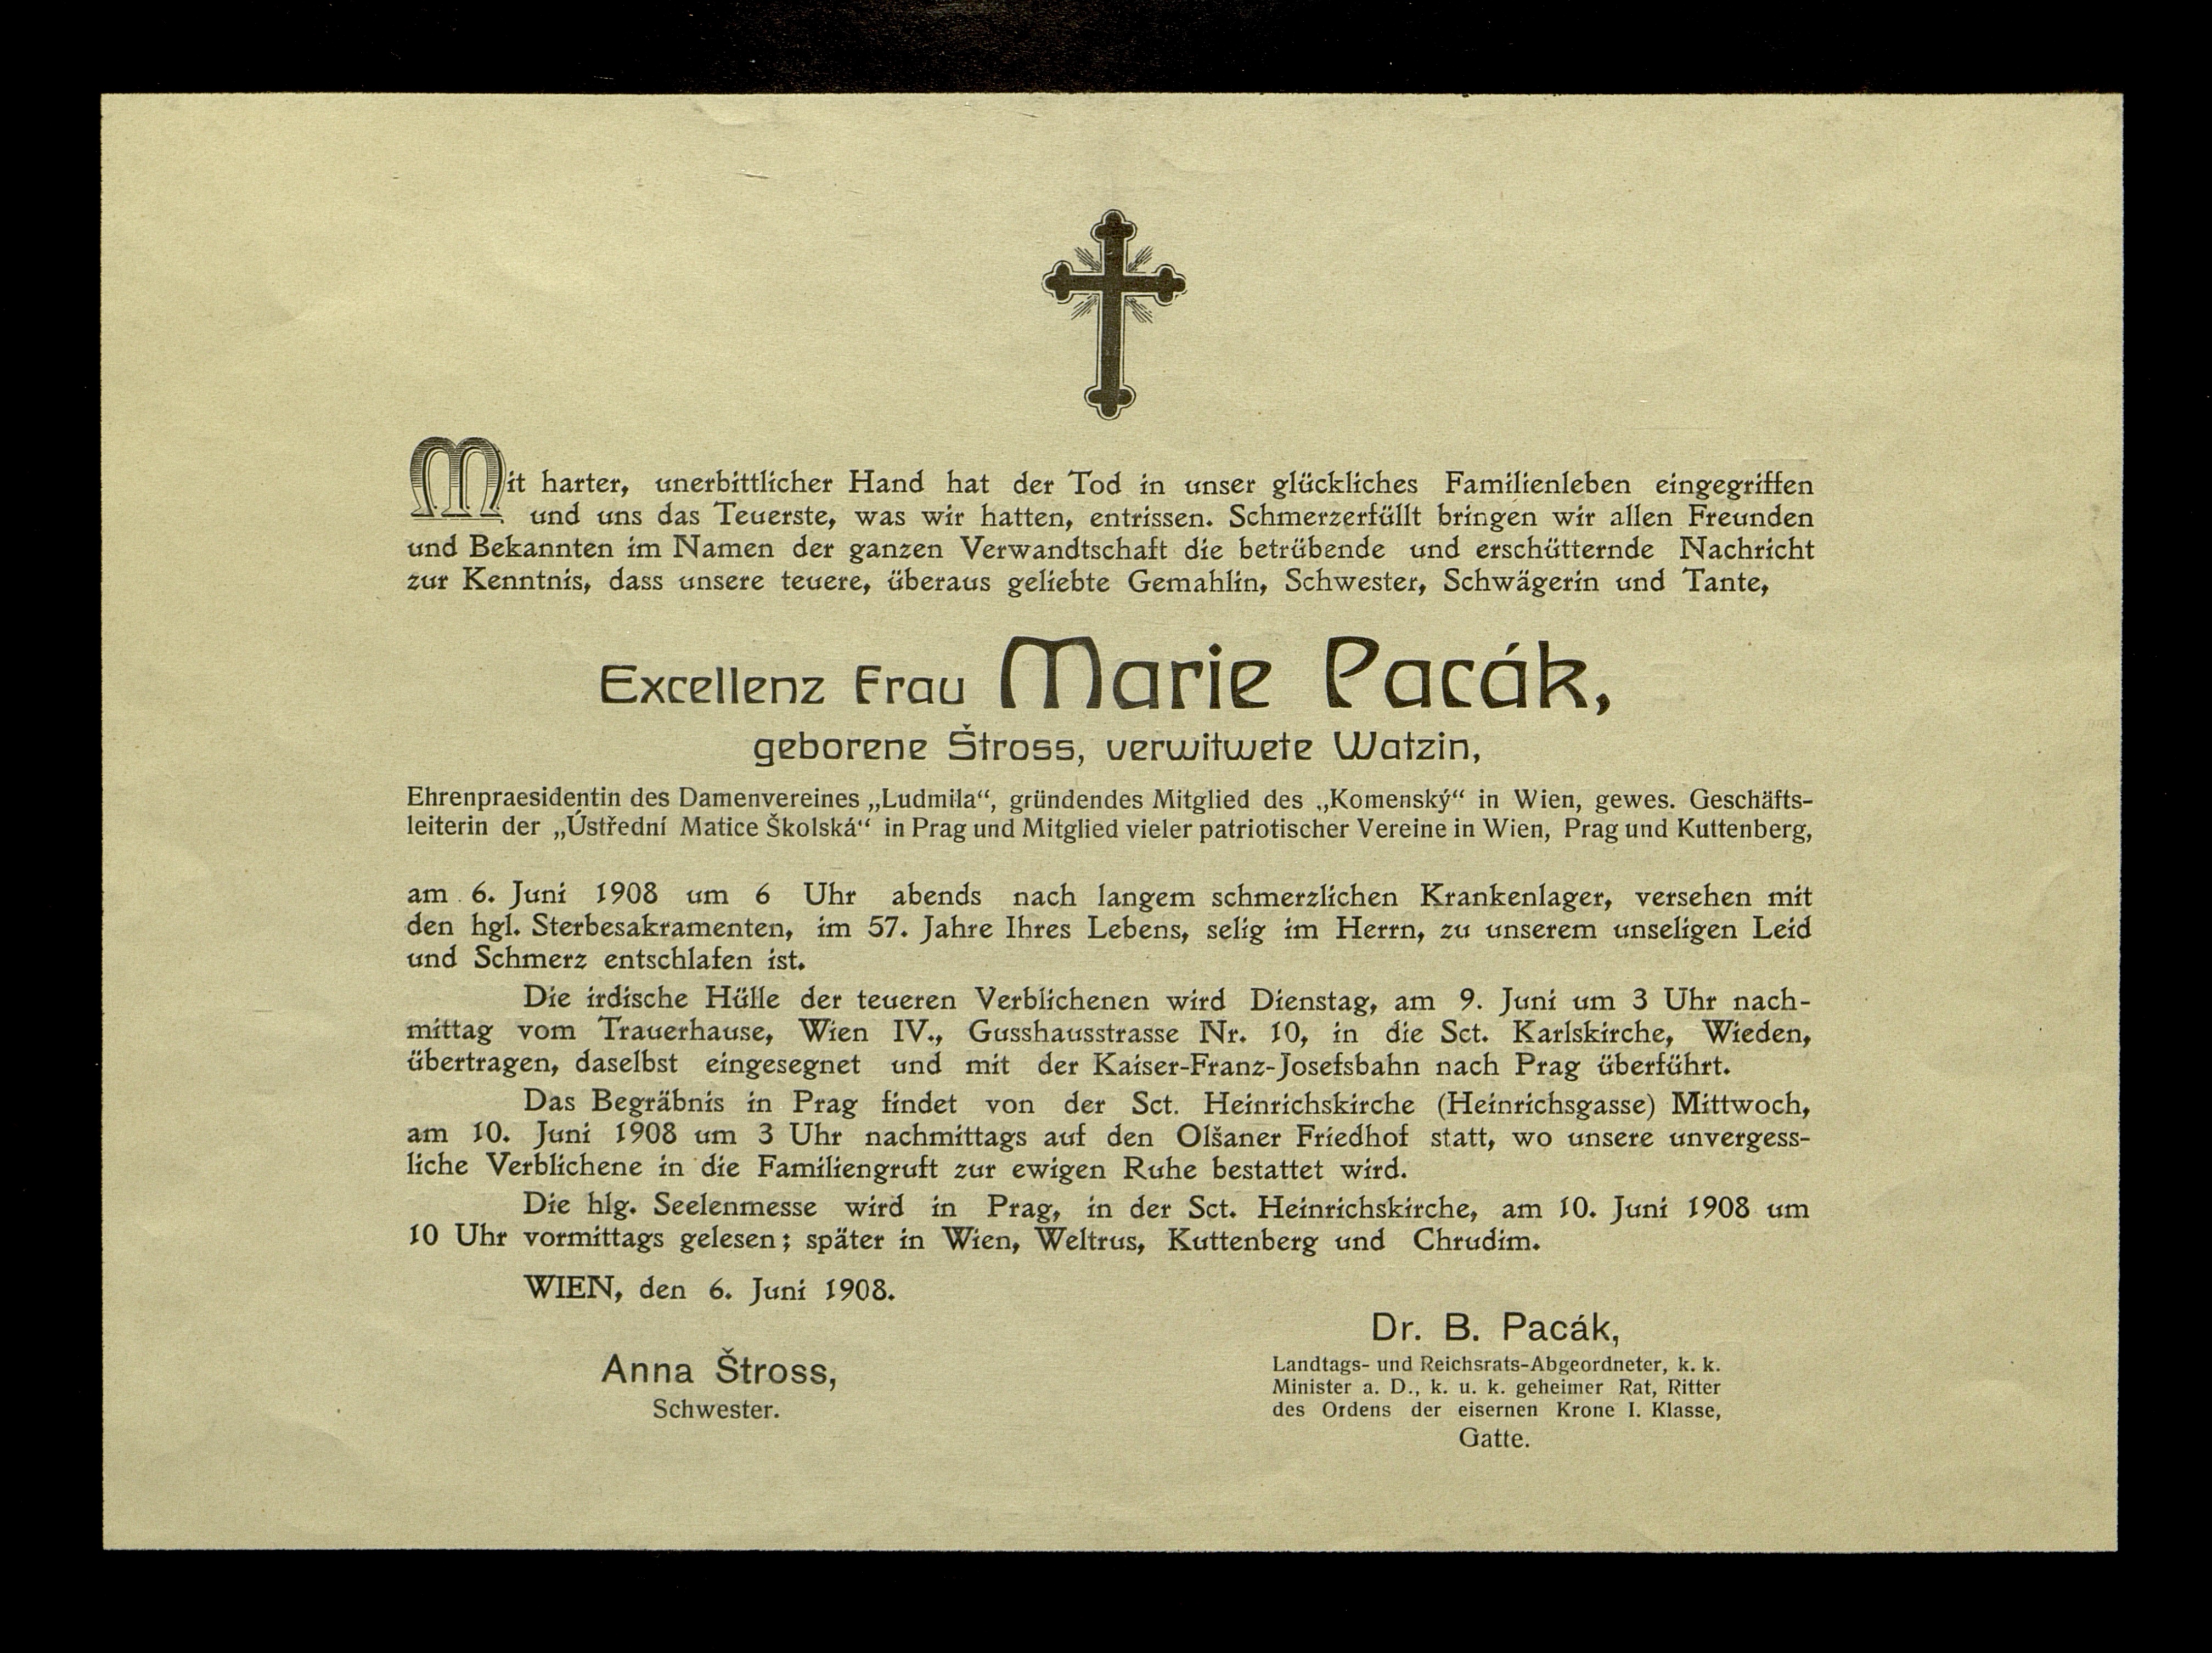 Mit harter, unerbittlicher Hand hat der Tod in unser glückliches Familienleben eingegriffen
und uns das Teuerste, was wir hatten, entrissen. Schmerzerfüllt bringen wir allen Freunden
und Bekannten im Namen der ganzen Verwandtschaft die betrübende und erschütternde Nachricht
zur Kenntnis, dass unsere teuere, überaus geliebte Gemahlin, Schwester, Schwägerin und Tante,
Excellenz Frau Marie Pacák,
geborene Štross, verwitwete Watzin,
Ehrenpraesidentin des Damenvereines „Ludmila“, gründendes Mitglied des „Komenský“ in Wien, gewes. Geschäfts-
leiterin der „Ústřední Matice Školská“ in Prag und Mitglied vieler patriotischer Vereine in Wien, Prag und Kuttenberg,
am 6. Juni 1908 um 6 Uhr abends nach langem schmerzlichen Krankenlager, versehen mit
den hgl. Sterbesakramenten, im 57. Jahre Ihres Lebens, selig im Herrn, zu unserem unseligen Leid
und Schmerz entschlafen ist.
Die irdische Hülle der teueren Verblichenen wird Dienstag, am 9. Juni um 3 Uhr nach-
mittag vom Trauerhause, Wien IV., Gusshausstrasse Nr. 10, in die Sct. Karlskirche, Wieden,
übertragen, daselbst eingesegnet und mit der Kaiser-Franz-Josefsbahn nach Prag überführt.
Das Begräbnis in Prag findet von der Sct. Heinrichskirche (Heinrichsgasse) Mittwoch,
am 10. Juni 1908 um 3 Uhr nachmittags auf den Olšaner Friedhof statt, wo unsere unvergess-
liche Verblichene in die Familiengruft zur ewigen Ruhe bestattet wird.
Die hlg. Seelenmesse wird in Prag, in der Sct. Heinrichskirche, am 10. Juni 1908 um
10 Uhr vormittags gelesen; später in Wien, Weltrus, Kuttenberg und Chrudim.
WIEN, den 6. Juni 1908.
Anna Štross,
Schwester.
Dr. B. Pacák,
Landtags- und Reichsrats-Abgeordneter, k. k.
Minister a. D., k. u. k. geheimer Rat, Ritter
des Ordens der eisernen Krone I. Klasse,
Gatte.